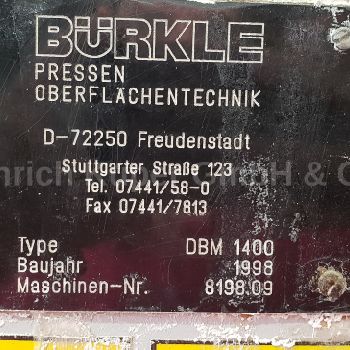 BÜRKLE
PRESSEN
OBERFLÄCHENTECHNIK
D-72250 Freudenstadt
Stuttgarter Straße 123
Tel. 07441/58-0
Fax 07441/7813
Type DBM 1400
Baujahr 1998
Maschinen-Nr. 8198.09